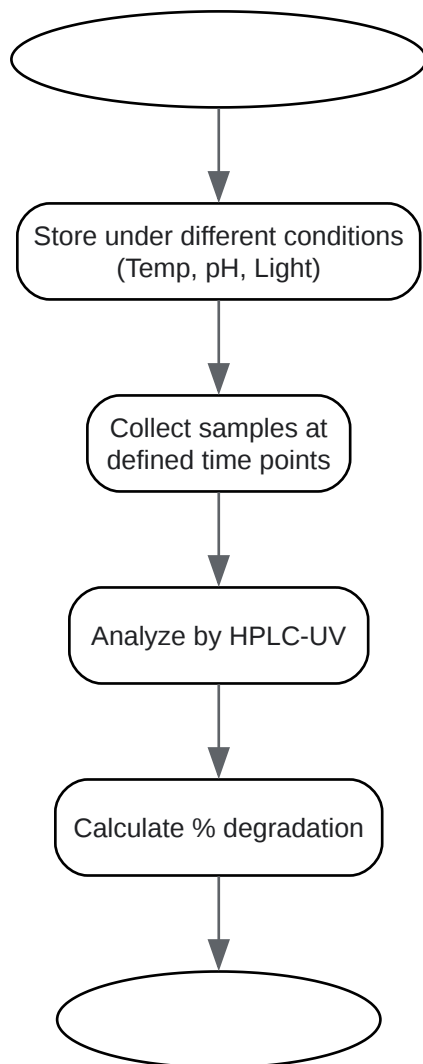 Store under different conditions
(Temp, pH, Light)
Collect samples at
defined time points
Analyze by HPLC-UV
Calculate % degradation